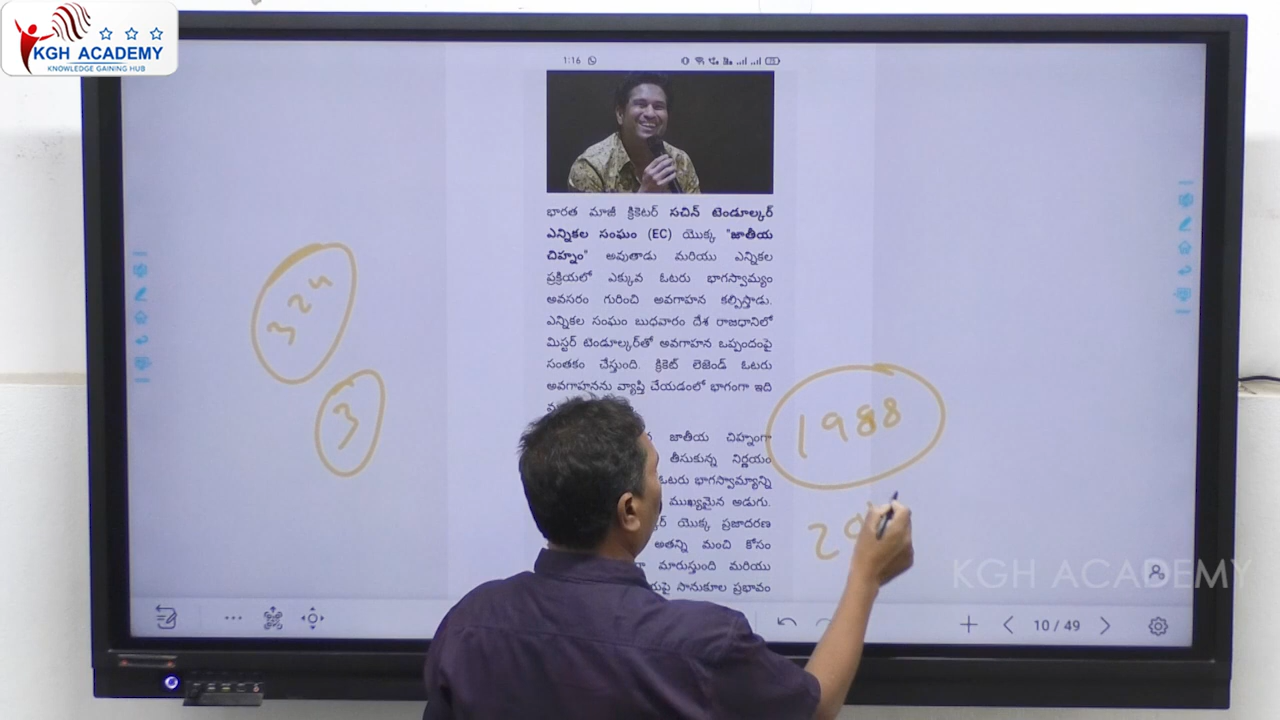 KGH ACADEMY
KNOWLEDGE GAINING HUB
1:16
భారత మాజీ క్రికెటర్ సచిన్ టెండూల్కర్
ఎన్నికల సంఘం (EC) యొక్క "జాతీయ
చిహ్నం" అవుతాడు మరియు ఎన్నికల
ప్రక్రియలో ఎక్కువ ఓటరు భాగస్వామ్యం
అవసరం గురించి అవగాహన కల్పిస్తాడు.
ఎన్నికల సంఘం బుధవారం దేశ రాజధానిలో
మిస్టర్ టెండూల్కర్‌తో అవగాహన ఒప్పందంపై
సంతకం చేస్తుంది. క్రికెట్ లెజెండ్ ఓటరు
అవగాహనను వ్యాప్తి చేయడంలో భాగంగా ఇది
జాతీయ చిహ్నంగా
తీసుకున్న నిర్ణయం
ఓటరు భాగస్వామ్యాన్ని
ముఖ్యమైన అడుగు.
యొక్క ప్రజాదరణ
అతన్ని మంచి కోసం
మారుస్తుంది మరియు
సానుకూల ప్రభావం
324
3
1988
20
KGH ACADEMY
10 / 49